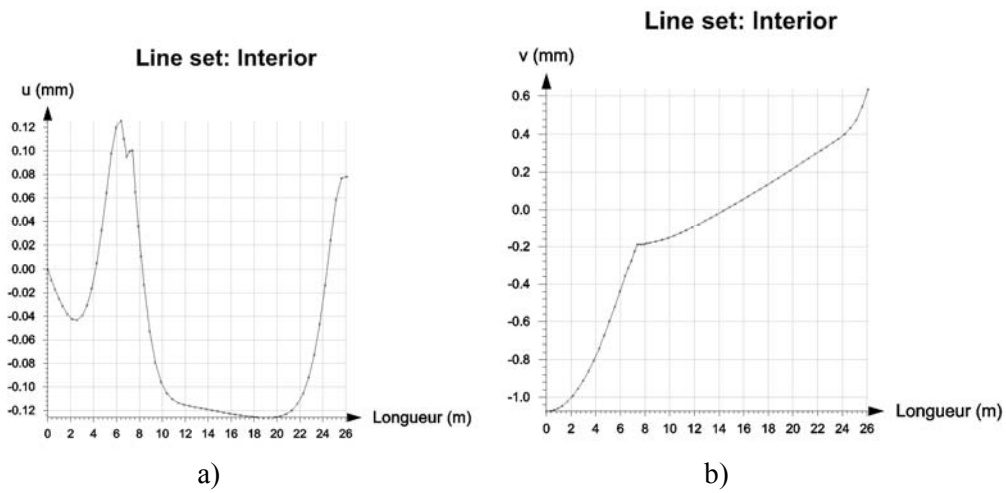 Line set: Interior
u (mm)
0.12
0.10
0.08
0.06
0.04
0.02
0.00
-0.02
-0.04
-0.06
-0.08
-0.10
-0.12
0 2 4 6 8 10 12 14 16 18 20 22 24 26
Longueur (m)
a)
Line set: Interior
v (mm)
0.6
0.4
0.2
0.0
-0.2
-0.4
-0.6
-0.8
-1.0
0 2 4 6 8 10 12 14 16 18 20 22 24 26
Longueur (m)
b)